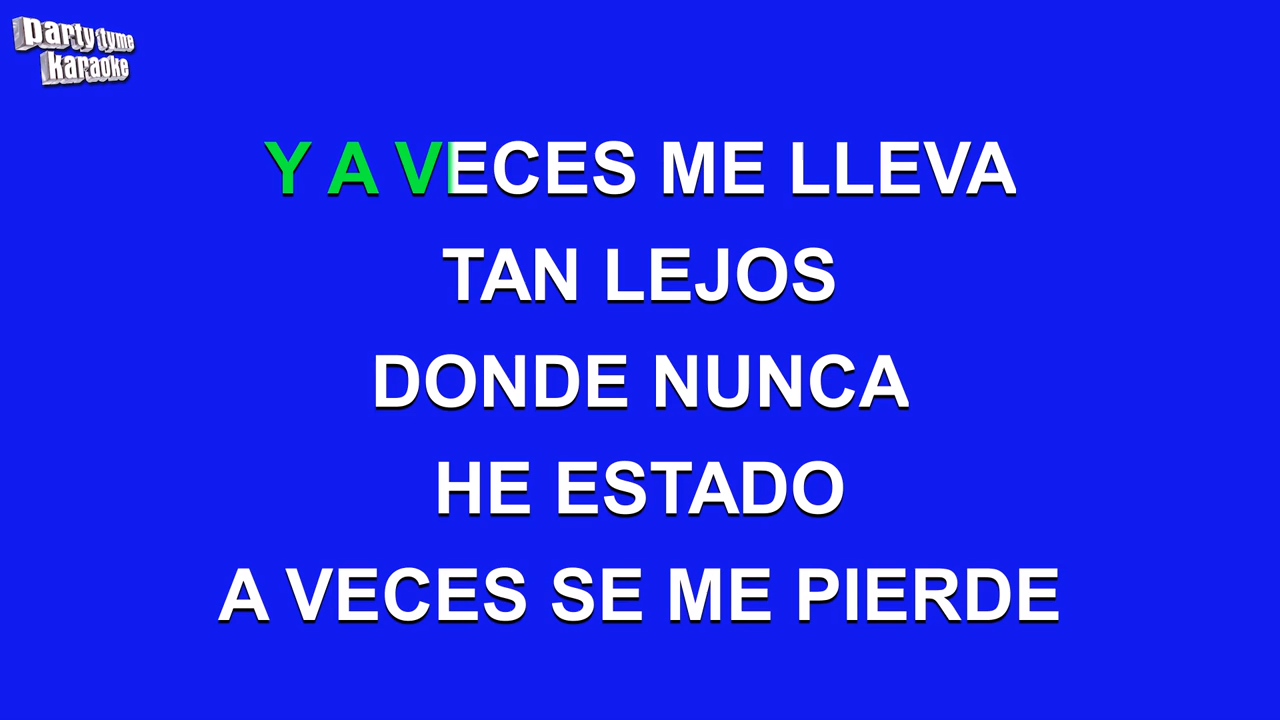 party tyme
karaoke
Y A VECES ME LLEVA
TAN LEJOS
DONDE NUNCA
HE ESTADO
A VECES SE ME PIERDE